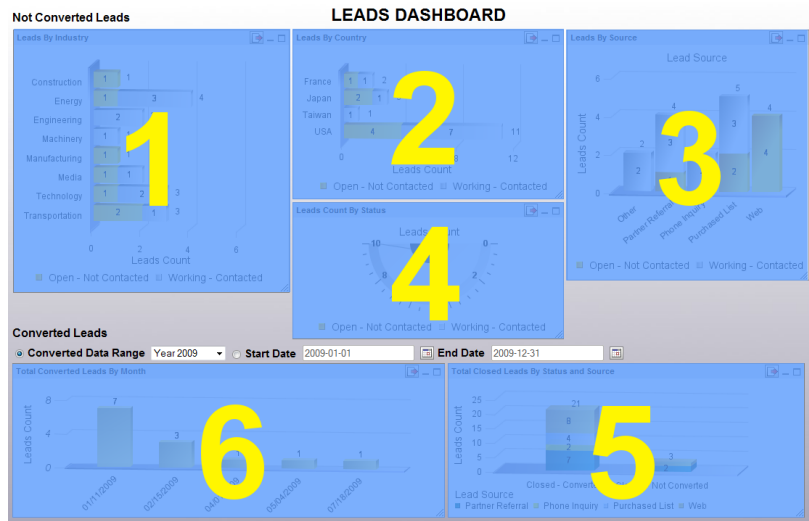 Not Converted Leads
LEADS DASHBOARD
Leads By Industry
Construction 1 1
Energy 1 3 4
Engineering 2
Machinery 1
Manufacturing 1 1
Media 1
Technology 1 2 3
Transportation 2 1 3
0 2 4 6
Leads Count
Open - Not Contacted Working - Contacted
1
Leads By Country
France 1 1 2
Japan 2 1
Taiwan 1 1
USA 4 7 11
0 9 12
Leads Count
Open - Not Contacted Working - Contacted
2
Leads By Source
Lead Source
Leads Count
6
4
2
0
2 4 5 4
2 3 3 4
2
Other
Partner Referral
Phone Inquiry
Purchased List
Web
Open - Not Contacted Working - Contacted
3
Leads Count By Status
Leads Count
10 0
8
Open - Not Contacted Working - Contacted
4
Converted Leads
Converted Data Range Year 2009 Start Date 2009-01-01 End Date 2009-12-31
Total Converted Leads By Month
Leads Count
8
4
0
7 3 1 1 1
01/11/2009
02/15/2009
05/04/2009
07/18/2009
6
Total Closed Leads By Status and Source
Leads Count
25
20
15
10
5
0
21
8
4
2
7
3
2
Closed - Converted Not Converted
Lead Source
Partner Referral Phone Inquiry Purchased List Web
5